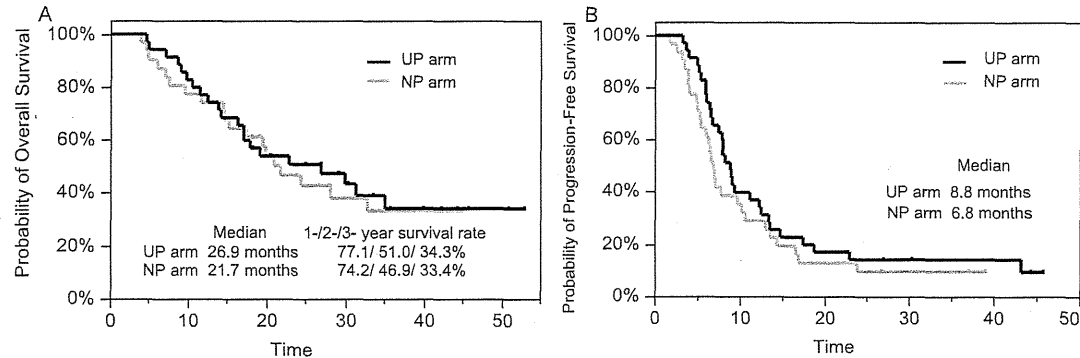 A
Probability of Overall Survival
100%
80%
60%
40%
20%
0%
UP arm
NP arm
Median 1-/2-/3- year survival rate
UP arm 26.9 months 77.1/ 51.0/ 34.3%
NP arm 21.7 months 74.2/ 46.9/ 33.4%
0 10 20 30 40 50
Time
B
Probability of Progression-Free Survival
100%
80%
60%
40%
20%
0%
UP arm
NP arm
Median
UP arm 8.8 months
NP arm 6.8 months
0 10 20 30 40 50
Time